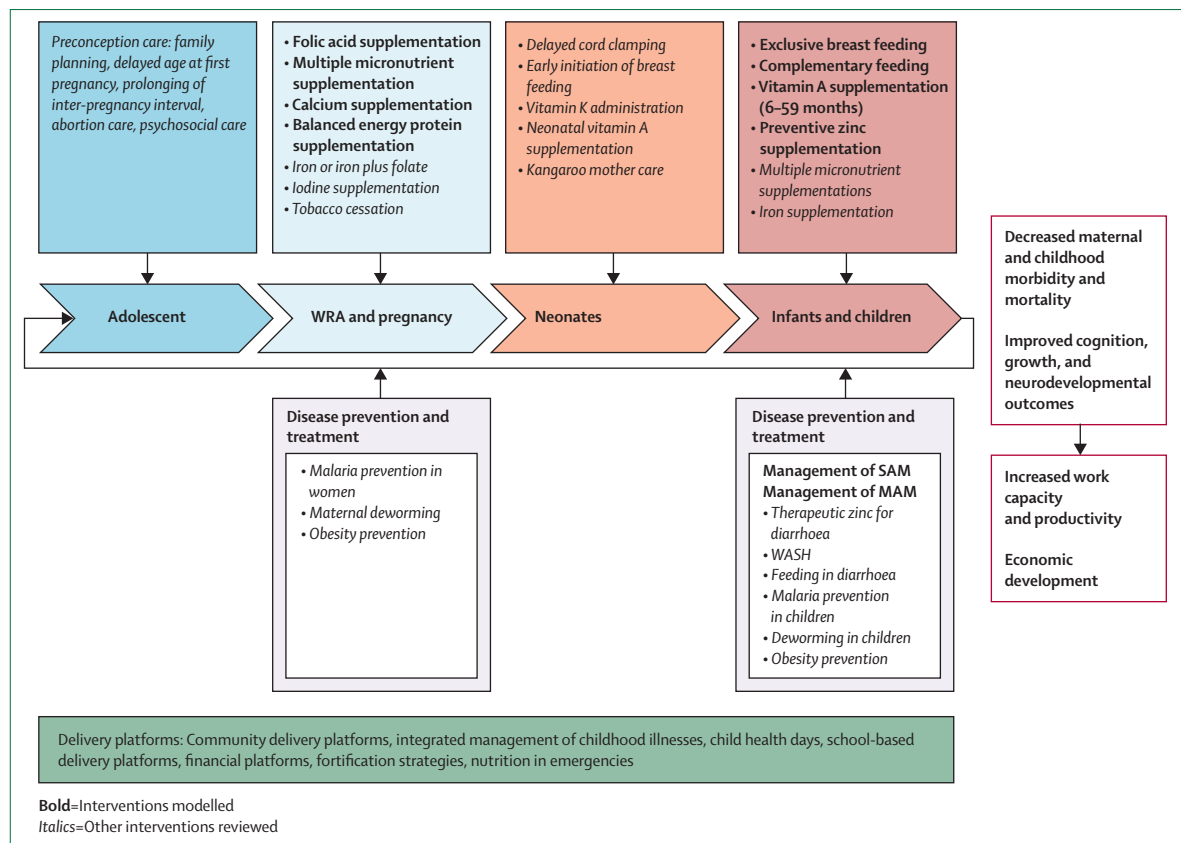 Preconception care: family
planning, delayed age at first
pregnancy, prolonging of
inter-pregnancy interval,
abortion care, psychosocial care
• Folic acid supplementation
• Multiple micronutrient
supplementation
• Calcium supplementation
• Balanced energy protein
supplementation
• Iron or iron plus folate
• Iodine supplementation
• Tobacco cessation
• Delayed cord clamping
• Early initiation of breast
feeding
• Vitamin K administration
• Neonatal vitamin A
supplementation
• Kangaroo mother care
• Exclusive breast feeding
• Complementary feeding
• Vitamin A supplementation
(6–59 months)
• Preventive zinc
supplementation
• Multiple micronutrient
supplementations
• Iron supplementation
Adolescent
WRA and pregnancy
Neonates
Infants and children
Disease prevention and
treatment
• Malaria prevention in
women
• Maternal deworming
• Obesity prevention
Disease prevention and
treatment
Management of SAM
Management of MAM
• Therapeutic zinc for
diarrhoea
• WASH
• Feeding in diarrhoea
• Malaria prevention
in children
• Deworming in children
• Obesity prevention
Decreased maternal
and childhood
morbidity and
mortality
Improved cognition,
growth, and
neurodevelopmental
outcomes
Increased work
capacity
and productivity
Economic
development
Delivery platforms: Community delivery platforms, integrated management of childhood illnesses, child health days, school-based
delivery platforms, financial platforms, fortification strategies, nutrition in emergencies
Bold=Interventions modelled
Italics=Other interventions reviewed